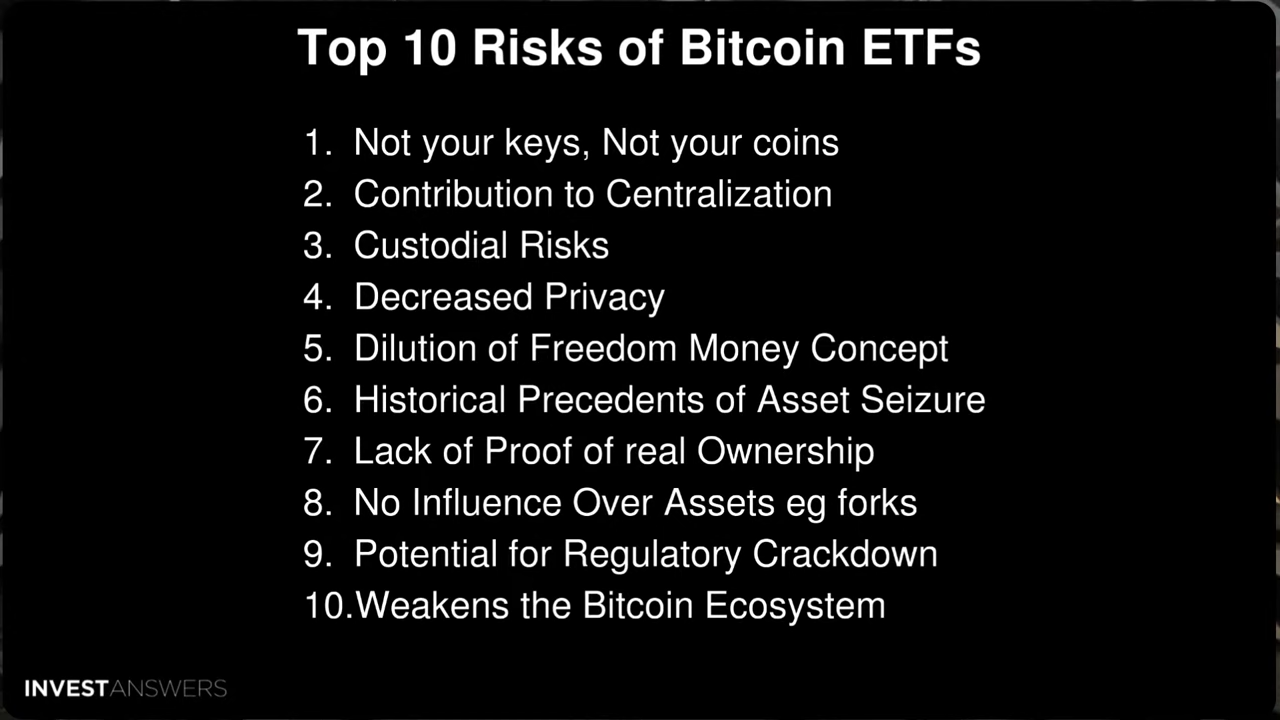 Top 10 Risks of Bitcoin ETFs
1. Not your keys, Not your coins
2. Contribution to Centralization
3. Custodial Risks
4. Decreased Privacy
5. Dilution of Freedom Money Concept
6. Historical Precedents of Asset Seizure
7. Lack of Proof of real Ownership
8. No Influence Over Assets eg forks
9. Potential for Regulatory Crackdown
10.Weakens the Bitcoin Ecosystem
INVESTANSWERS